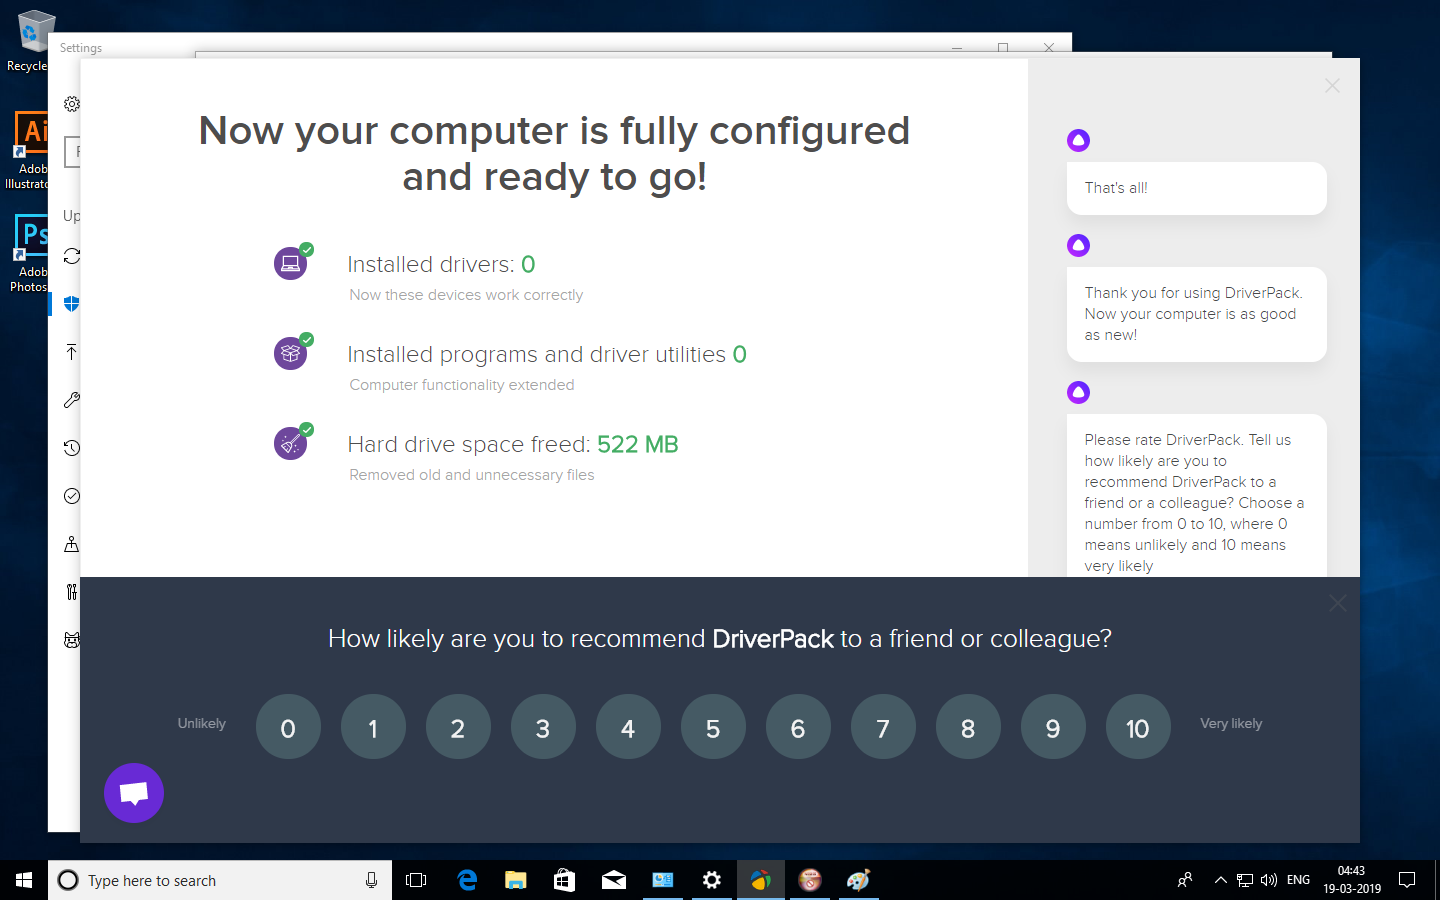 Recycle
Settings
Ai
Adob
Illustrato
Ps
Adob
Photos
Up
Now your computer is fully configured
and ready to go!
Installed drivers: 0
Now these devices work correctly
Installed programs and driver utilities 0
Computer functionality extended
Hard drive space freed: 522 MB
Removed old and unnecessary files
That's all!
Thank you for using DriverPack.
Now your computer is as good
as new!
Please rate DriverPack. Tell us
how likely are you to
recommend DriverPack to a
friend or a colleague? Choose a
number from 0 to 10, where 0
means unlikely and 10 means
very likely
How likely are you to recommend DriverPack to a friend or colleague?
Unlikely 0 1 2 3 4 5 6 7 8 9 10 Very likely
Type here to search
ENG
04:43
19-03-2019